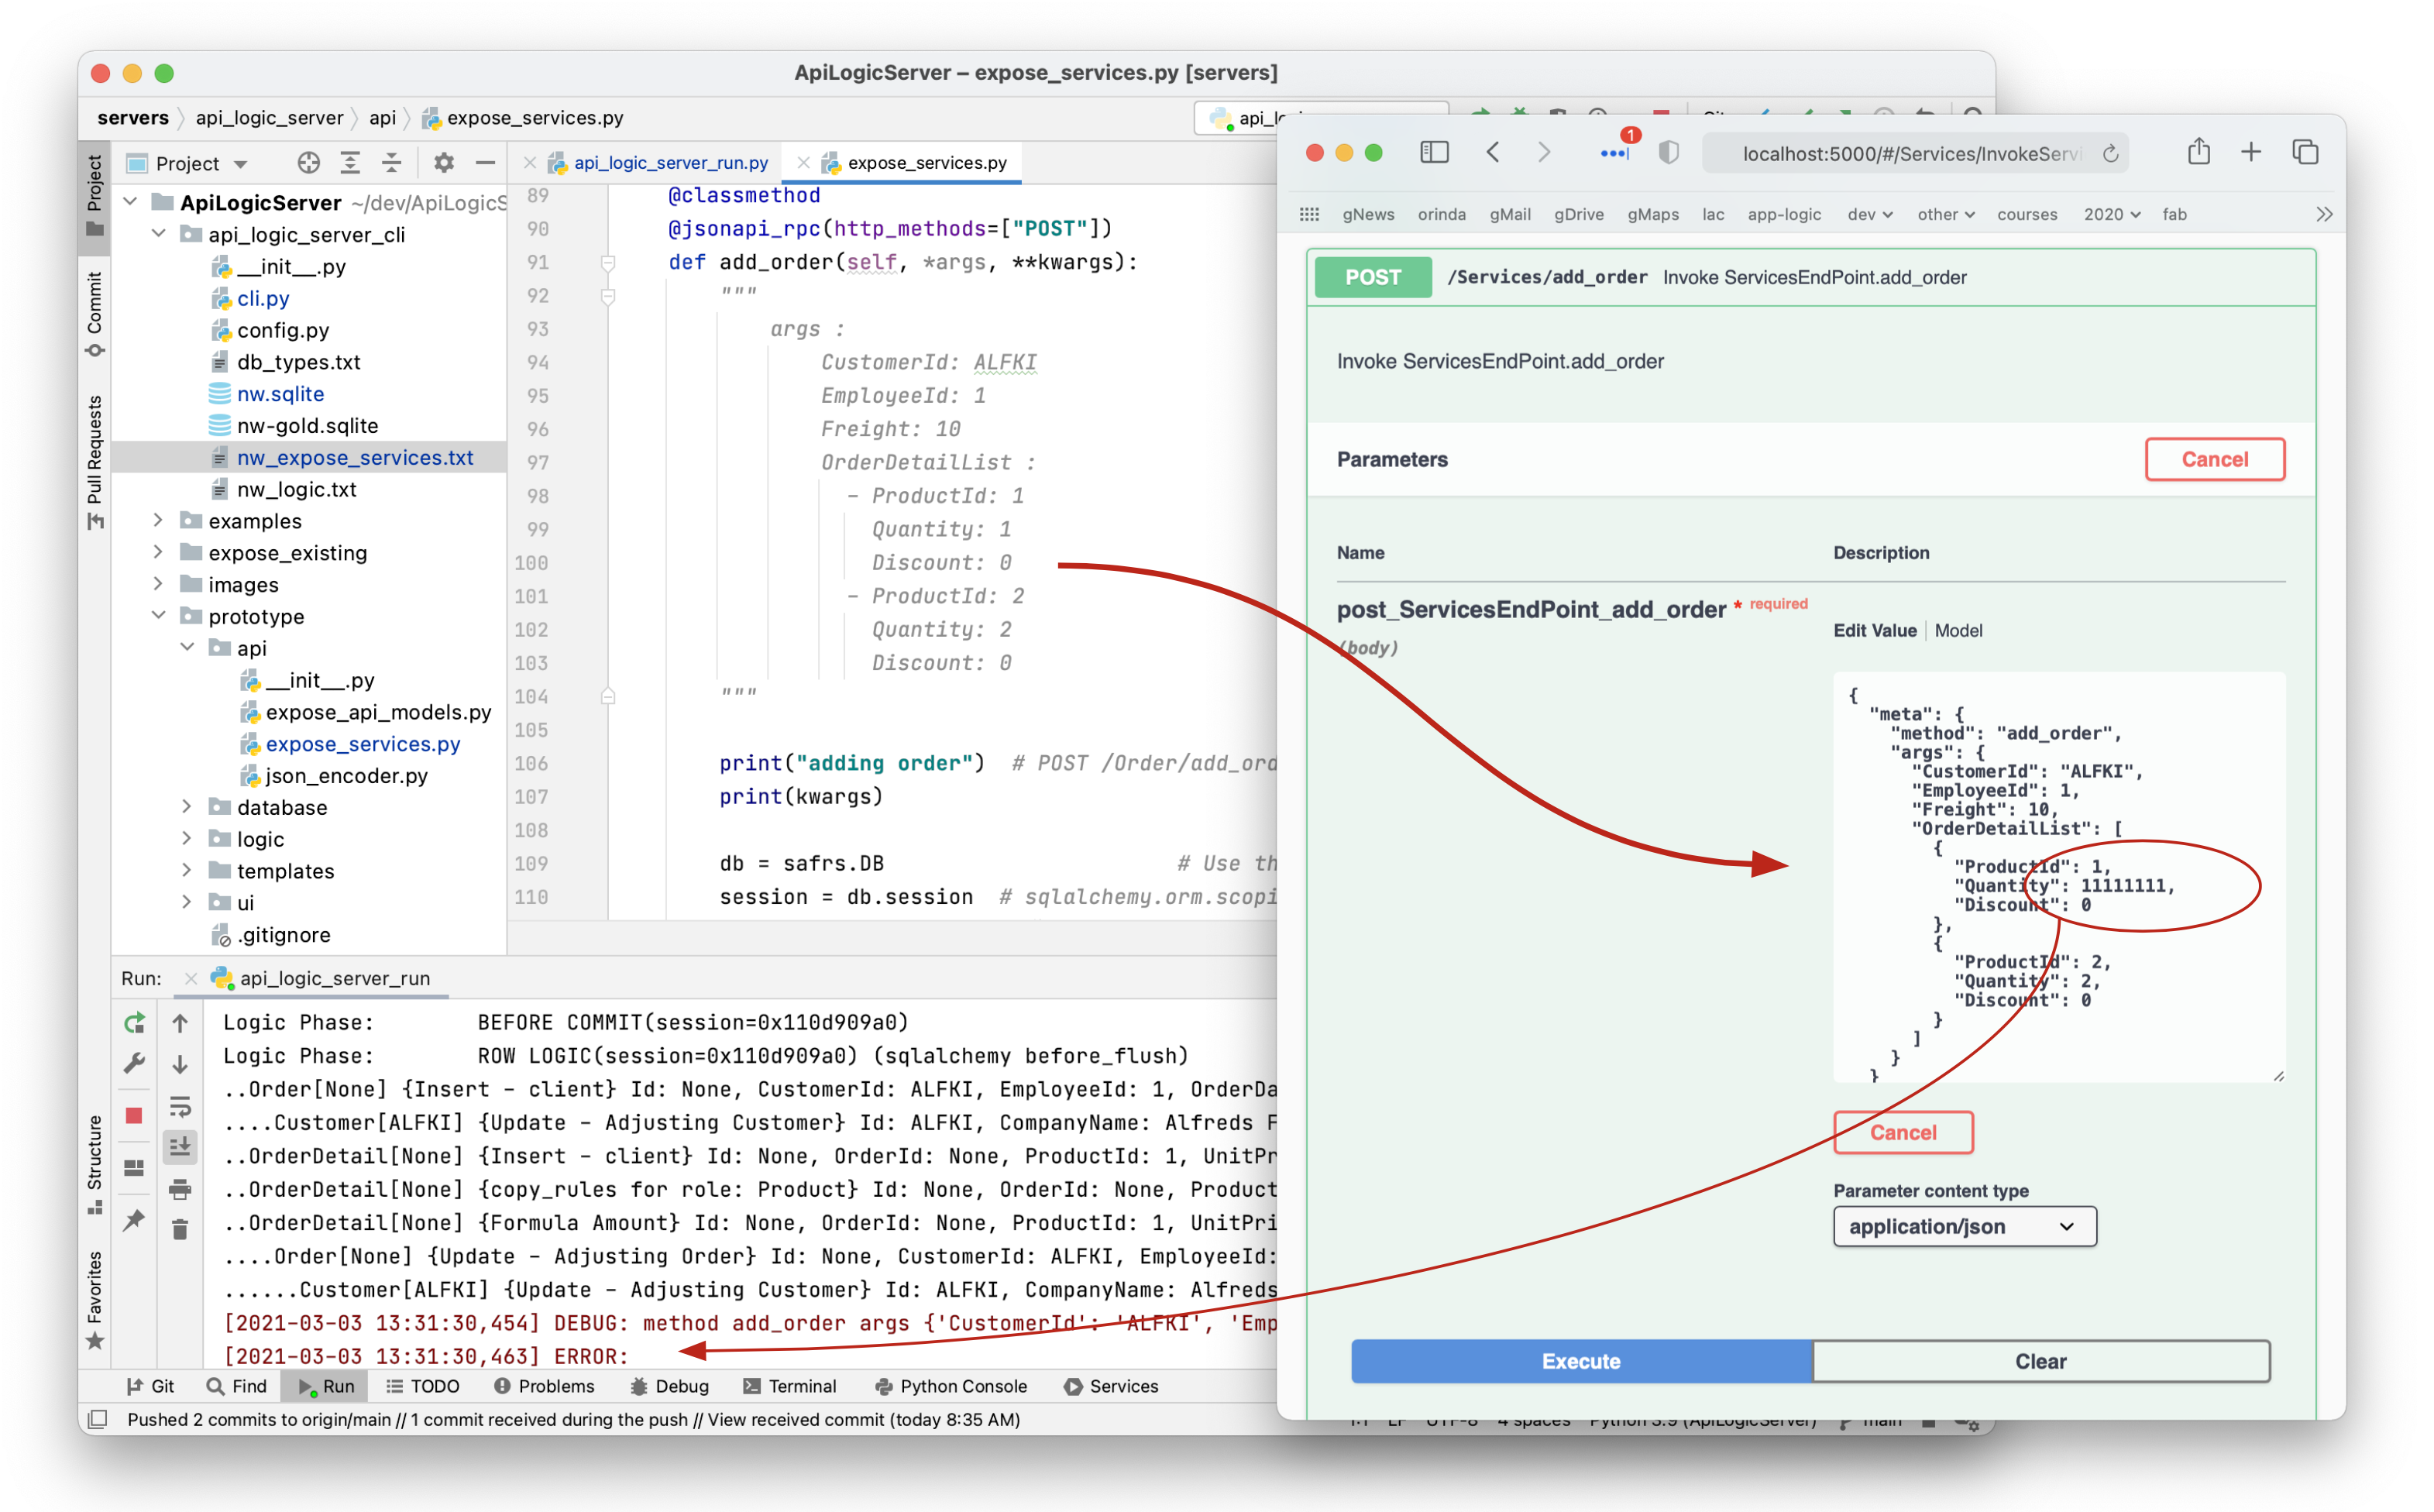 ApiLogicServer – expose_services.py [servers]
servers api_logic_server api expose_services.py
Project
api_logic_server_run.py
expose_services.py
Project
Commit
Pull Requests
Structure
Favorites
ApiLogicServer ~/dev/ApiLogicS
api_logic_server_cli
__init__.py
cli.py
config.py
db_types.txt
nw.sqlite
nw-gold.sqlite
nw_expose_services.txt
nw_logic.txt
examples
expose_existing
images
prototype
api
__init__.py
expose_api_models.py
expose_services.py
json_encoder.py
database
logic
templates
ui
.gitignore
89 @classmethod
90 @jsonapi_rpc(http_methods=["POST"])
91 def add_order(self, *args, **kwargs):
92 """
93 args :
94 CustomerId: ALFKI
95 EmployeeId: 1
96 Freight: 10
97 OrderDetailList :
98 - ProductId: 1
99 Quantity: 1
100 Discount: 0
101 - ProductId: 2
102 Quantity: 2
103 Discount: 0
104 """
105
106 print("adding order") # POST /Order/add_ord
107 print(kwargs)
108
109 db = safrs.DB # Use th
110 session = db.session # sqlalchemy.orm.scopi
Run: api_logic_server_run
Logic Phase: BEFORE COMMIT(session=0x110d909a0)
Logic Phase: ROW LOGIC(session=0x110d909a0) (sqlalchemy before_flush)
..Order[None] {Insert - client} Id: None, CustomerId: ALFKI, EmployeeId: 1, OrderDa
....Customer[ALFKI] {Update - Adjusting Customer} Id: ALFKI, CompanyName: Alfreds F
..OrderDetail[None] {Insert - client} Id: None, OrderId: None, ProductId: 1, UnitPr
..OrderDetail[None] {copy_rules for role: Product} Id: None, OrderId: None, Product
..OrderDetail[None] {Formula Amount} Id: None, OrderId: None, ProductId: 1, UnitPri
....Order[None] {Update - Adjusting Order} Id: None, CustomerId: ALFKI, EmployeeId:
......Customer[ALFKI] {Update - Adjusting Customer} Id: ALFKI, CompanyName: Alfreds
[2021-03-03 13:31:30,454] DEBUG: method add_order args {'CustomerId': 'ALFKI', 'Emp
[2021-03-03 13:31:30,463] ERROR:
Git Find Run TODO Problems Debug Terminal Python Console Services
Pushed 2 commits to origin/main // 1 commit received during the push // View received commit (today 8:35 AM)
1:1 LF UTF-8 4 spaces Python 3.9 (ApiLogicServer) main
1
localhost:5000/#/Services/InvokeServi
gNews orinda gMail gDrive gMaps lac app-logic dev other courses 2020 fab
POST /Services/add_order Invoke ServicesEndPoint.add_order
Invoke ServicesEndPoint.add_order
Parameters Cancel
Name Description
post_ServicesEndPoint_add_order * required
(body)
Edit Value Model
{
"meta": {
"method": "add_order",
"args": {
"CustomerId": "ALFKI",
"EmployeeId": 1,
"Freight": 10,
"OrderDetailList": [
{
"ProductId": 1,
"Quantity": 11111111,
"Discount": 0
},
{
"ProductId": 2,
"Quantity": 2,
"Discount": 0
}
]
}
}
Cancel
Parameter content type
application/json
Execute Clear